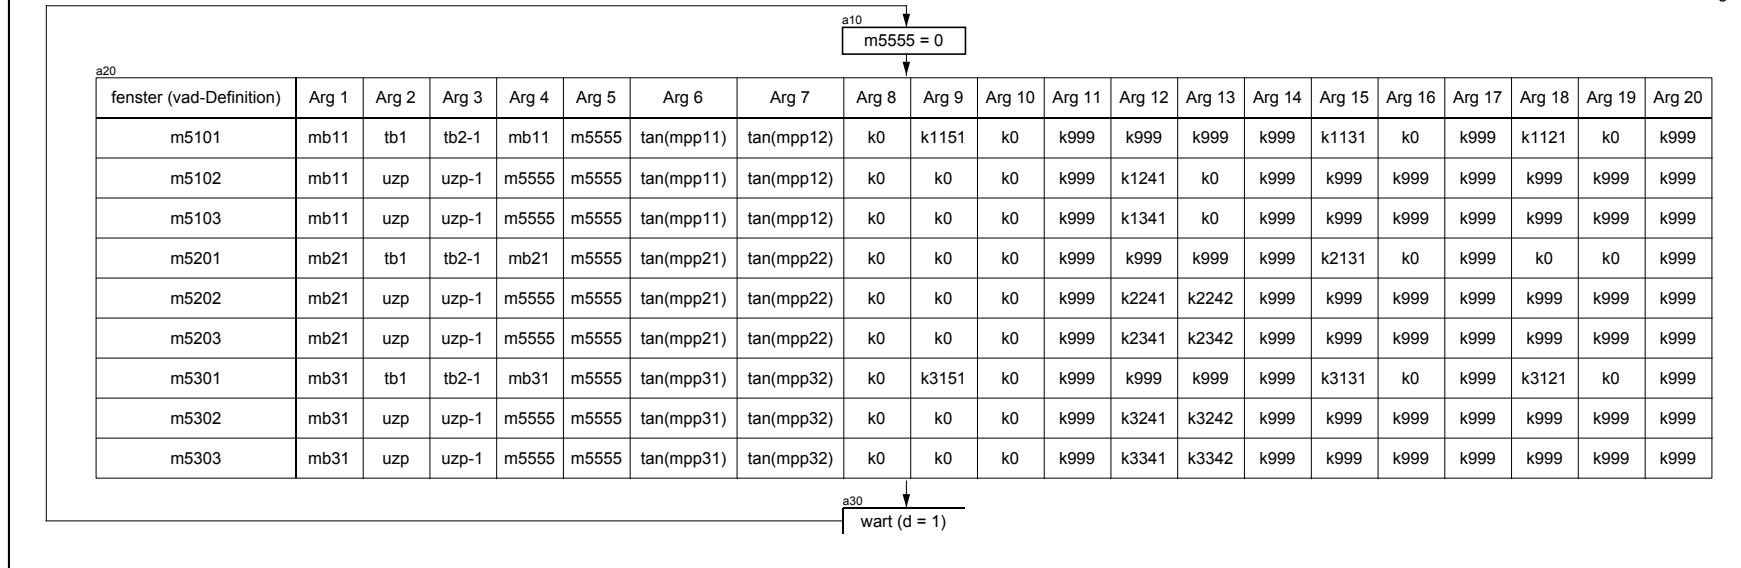 a10
m5555 = 0
a20
fenster (vad-Definition) Arg 1 Arg 2 Arg 3 Arg 4 Arg 5 Arg 6 Arg 7 Arg 8 Arg 9 Arg 10 Arg 11 Arg 12 Arg 13 Arg 14 Arg 15 Arg 16 Arg 17 Arg 18 Arg 19 Arg 20
m5101 mb11 tb1 tb2-1 mb11 m5555 tan(mpp11) tan(mpp12) k0 k1151 k0 k999 k999 k999 k999 k1131 k0 k999 k1121 k0 k999
m5102 mb11 uzp uzp-1 m5555 m5555 tan(mpp11) tan(mpp12) k0 k0 k0 k999 k1241 k0 k999 k999 k999 k999 k999 k999 k999
m5103 mb11 uzp uzp-1 m5555 m5555 tan(mpp11) tan(mpp12) k0 k0 k0 k999 k1341 k0 k999 k999 k999 k999 k999 k999 k999
m5201 mb21 tb1 tb2-1 mb21 m5555 tan(mpp21) tan(mpp22) k0 k0 k0 k999 k999 k999 k999 k2131 k0 k999 k0 k0 k999
m5202 mb21 uzp uzp-1 m5555 m5555 tan(mpp21) tan(mpp22) k0 k0 k0 k999 k2241 k2242 k999 k999 k999 k999 k999 k999 k999
m5203 mb21 uzp uzp-1 m5555 m5555 tan(mpp21) tan(mpp22) k0 k0 k0 k999 k2341 k2342 k999 k999 k999 k999 k999 k999 k999
m5301 mb31 tb1 tb2-1 mb31 m5555 tan(mpp31) tan(mpp32) k0 k3151 k0 k999 k999 k999 k999 k3131 k0 k999 k3121 k0 k999
m5302 mb31 uzp uzp-1 m5555 m5555 tan(mpp31) tan(mpp32) k0 k0 k0 k999 k3241 k3242 k999 k999 k999 k999 k999 k999 k999
m5303 mb31 uzp uzp-1 m5555 m5555 tan(mpp31) tan(mpp32) k0 k0 k0 k999 k3341 k3342 k999 k999 k999 k999 k999 k999 k999
a30
wart (d = 1)